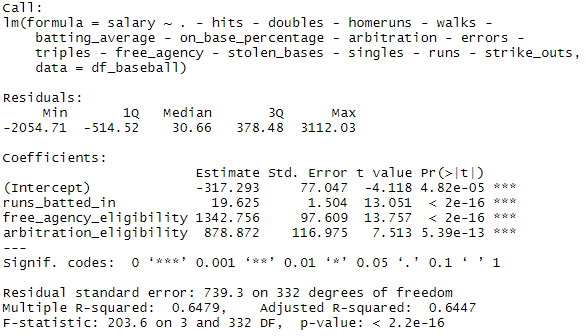 Call:
lm(formula = salary ~ . - hits - doubles - homeruns - walks -
    batting_average - on_base_percentage - arbitration - errors -
    triples - free_agency - stolen_bases - singles - runs - strike_outs,
    data = df_baseball)
Residuals:
     Min       1Q   Median       3Q      Max
-2054.71  -514.52    30.66   378.48  3112.03
Coefficients:
                        Estimate Std. Error t value Pr(>|t|)
(Intercept)             -317.293     77.047  -4.118 4.82e-05 ***
runs_batted_in            19.625      1.504  13.051  < 2e-16 ***
free_agency_eligibility 1342.756     97.609  13.757  < 2e-16 ***
arbitration_eligibility  878.872    116.975   7.513 5.39e-13 ***
---
Signif. codes:  0 ‘***’ 0.001 ‘**’ 0.01 ‘*’ 0.05 ‘.’ 0.1 ‘ ’ 1
Residual standard error: 739.3 on 332 degrees of freedom
Multiple R-squared:  0.6479,    Adjusted R-squared:  0.6447
F-statistic: 203.6 on 3 and 332 DF,  p-value: < 2.2e-16